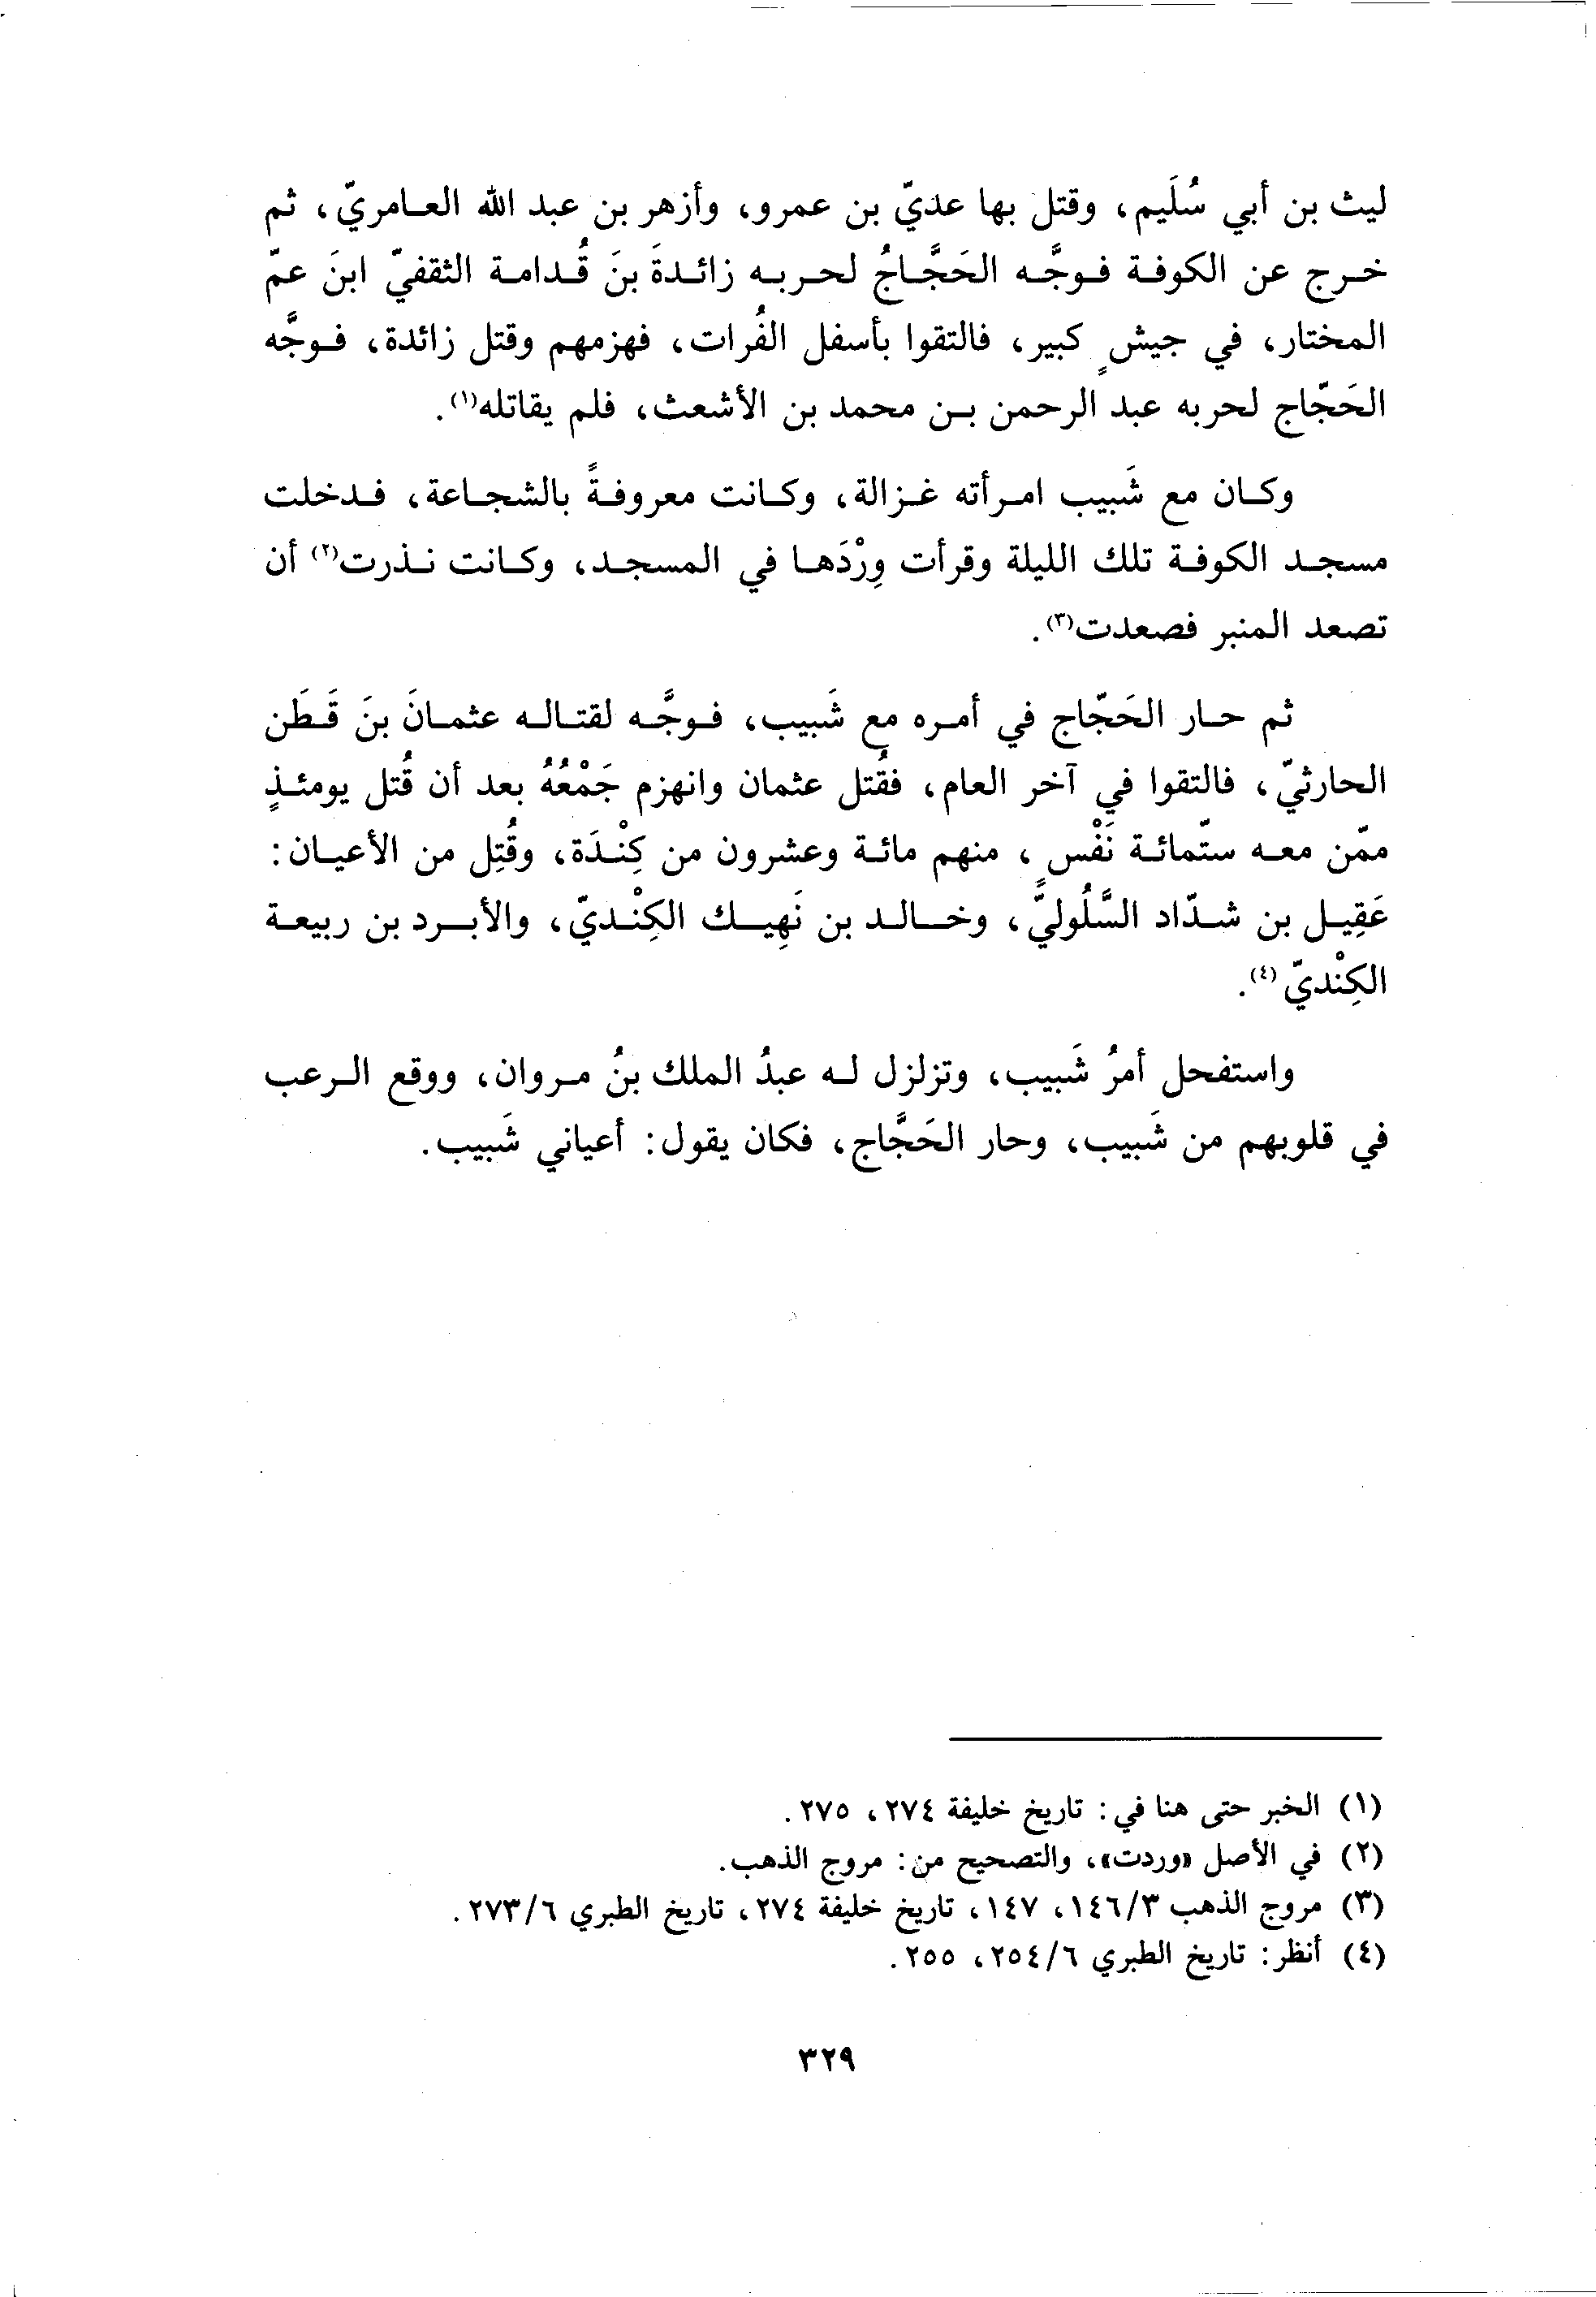 ليث بن أبي سُلَيم، وقتل بها عديّ بن عمرو، وأزهر بن عبد الله العامريّ، ثم
خرج عن الكوفة فوجَّه الحَجَّاجُ لحربه زائدةَ بنَ قُدامة الثقفيّ ابنَ عمّ
المختار، في جيشٍ كبير، فالتقوا بأسفل الفُرات، فهزمهم وقتل زائدة، فوجَّه
الحَجّاج لحربه عبد الرحمن بن محمد بن الأشعث، فلم يقاتله(١).
وكان مع شَبيب امرأته غزالة، وكانت معروفةً بالشجاعة، فدخلت
مسجد الكوفة تلك الليلة وقرأت وِرْدَها في المسجد، وكانت نذرت(٢) أن
تصعد المنبر فصعدت(٣).
ثم حار الحَجّاج في أمره مع شَبيب، فوجَّه لقتاله عثمانَ بنَ قَطَن
الحارثيّ، فالتقوا في آخر العام، فقُتل عثمان وانهزم جَمْعُهُ بعد أن قُتل يومئذٍ
ممّن معه ستّمائة نَفْسٍ، منهم مائة وعشرون من كِنْدَة، وقُتِل من الأعيان:
عَقِيل بن شدّاد السَّلُوليّ، وخالد بن نَهِيك الكِنْديّ، والأبرد بن ربيعة
الكِنْديّ(٤).
واستفحل أمرُ شَبيب، وتزلزل له عبدُ الملك بنُ مروان، ووقع الرعب
في قلوبهم من شَبيب، وحار الحَجَّاج، فكان يقول: أعياني شَبيب.
(١) الخبر حتى هنا في: تاريخ خليفة ٢٧٤، ٢٧٥.
(٢) في الأصل «وردت»، والتصحيح من: مروج الذهب.
(٣) مروج الذهب ١٤٦/٣، ١٤٧، تاريخ خليفة ٢٧٤، تاريخ الطبري ٢٧٣/٦.
(٤) أنظر: تاريخ الطبري ٢٥٤/٦، ٢٥٥.
٣٢٩